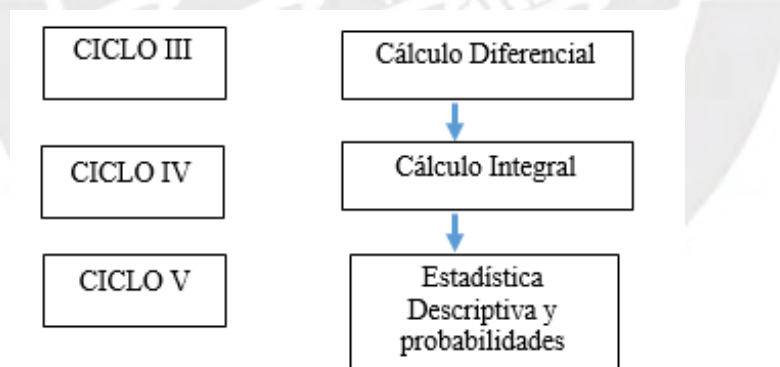 CICLO III
Cálculo Diferencial
CICLO IV
Cálculo Integral
CICLO V
Estadística
Descriptiva y
probabilidades